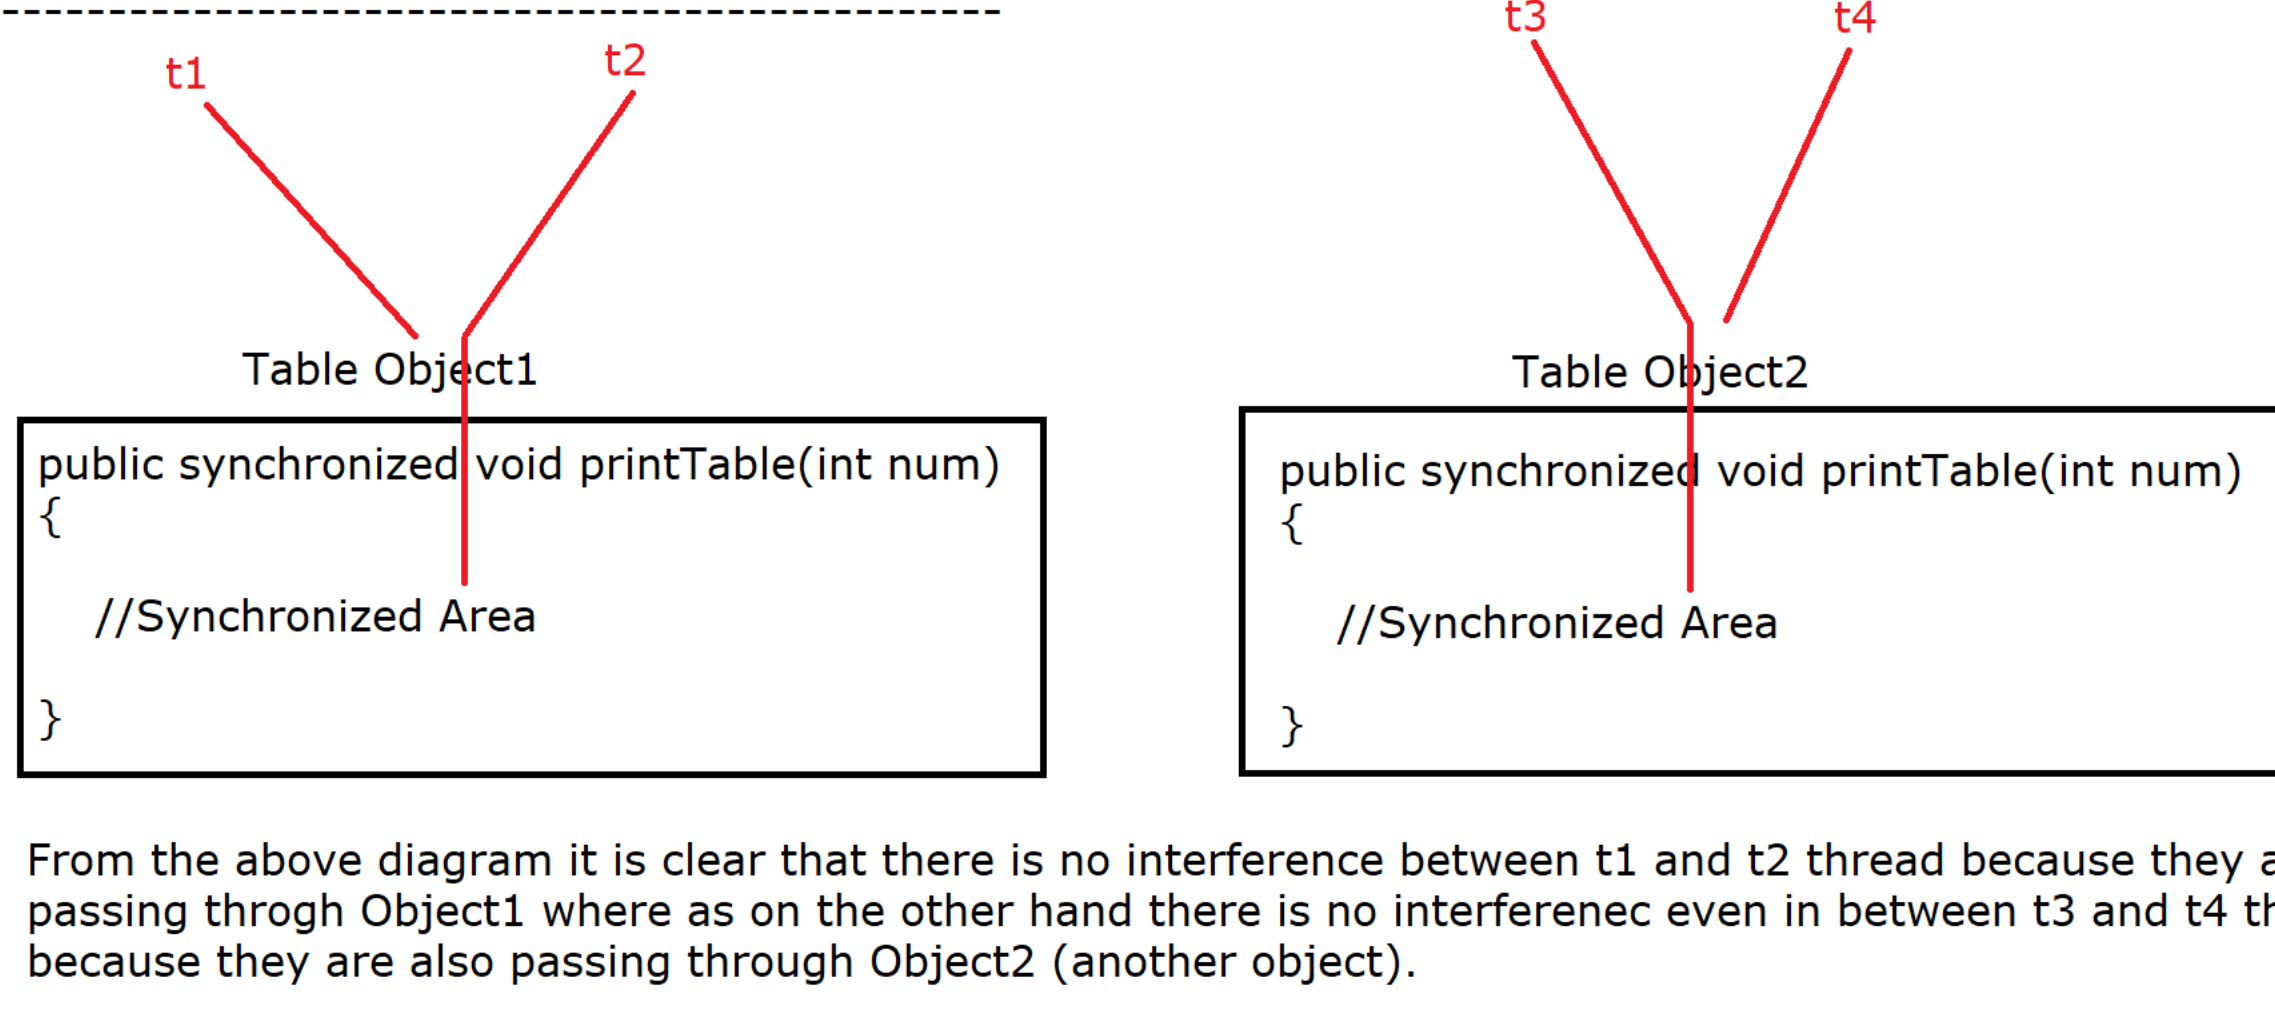 ------------------------------------------------
t1
t2
t3
t4
Table Object1
public synchronized void printTable(int num)
{
//Synchronized Area
}
Table Object2
public synchronized void printTable(int num)
{
//Synchronized Area
}
From the above diagram it is clear that there is no interference between t1 and t2 thread because they
passing throgh Object1 where as on the other hand there is no interferenec even in between t3 and t4
because they are also passing through Object2 (another object).